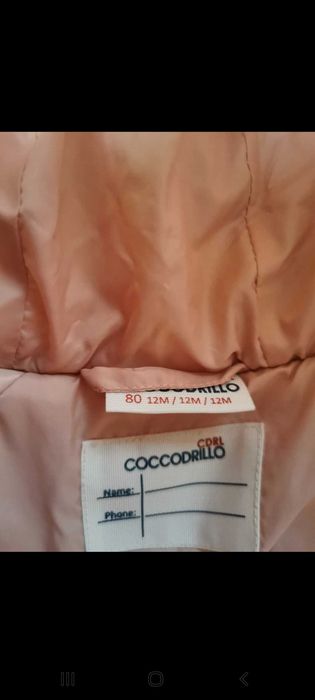 COCCODRILLO
80 12M / 12M / 12M
CDRL
COCCODRILLO
Name:
Phone: